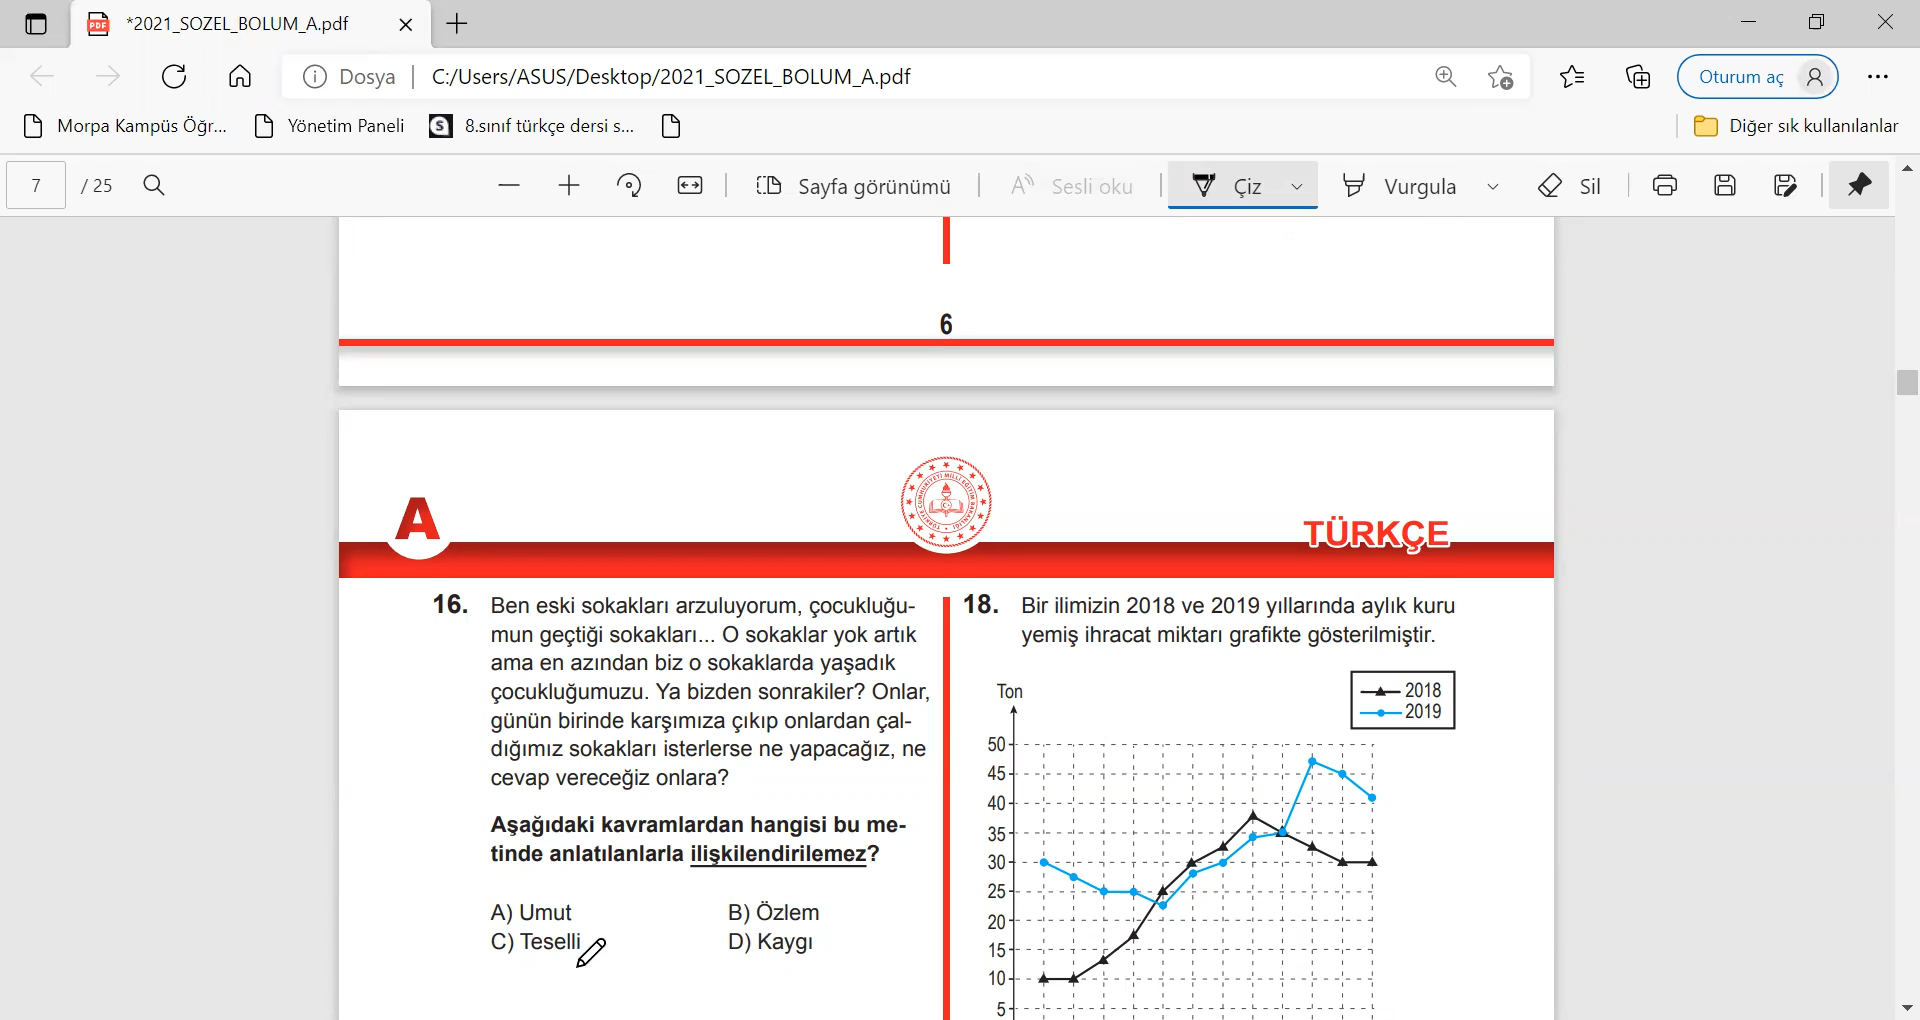 *2021_SOZEL_BOLUM_A.pdf
Dosya
C:/Users/ASUS/Desktop/2021_SOZEL_BOLUM_A.pdf
Oturum aç
Morpa Kampüs Öğr...
Yönetim Paneli
8.sınıf türkçe dersi s...
Diğer sık kullanılanlar
7 / 25
Sayfa görünümü
Sesli oku
Çiz
Vurgula
Sil
6
A
TÜRKÇE
16. Ben eski sokakları arzuluyorum, çocukluğu-
mun geçtiği sokakları... O sokaklar yok artık
ama en azından biz o sokaklarda yaşadık
çocukluğumuzu. Ya bizden sonrakiler? Onlar,
günün birinde karşımıza çıkıp onlardan çal-
dığımız sokakları isterlerse ne yapacağız, ne
cevap vereceğiz onlara?
Aşağıdaki kavramlardan hangisi bu me-
tinde anlatılanlarla ilişkilendirilemez?
A) Umut
B) Özlem
C) Teselli
D) Kaygı
18. Bir ilimizin 2018 ve 2019 yıllarında aylık kuru
yemiş ihracat miktarı grafikte gösterilmiştir.
Ton
2018
2019
50
45
40
35
30
25
20
15
10
5